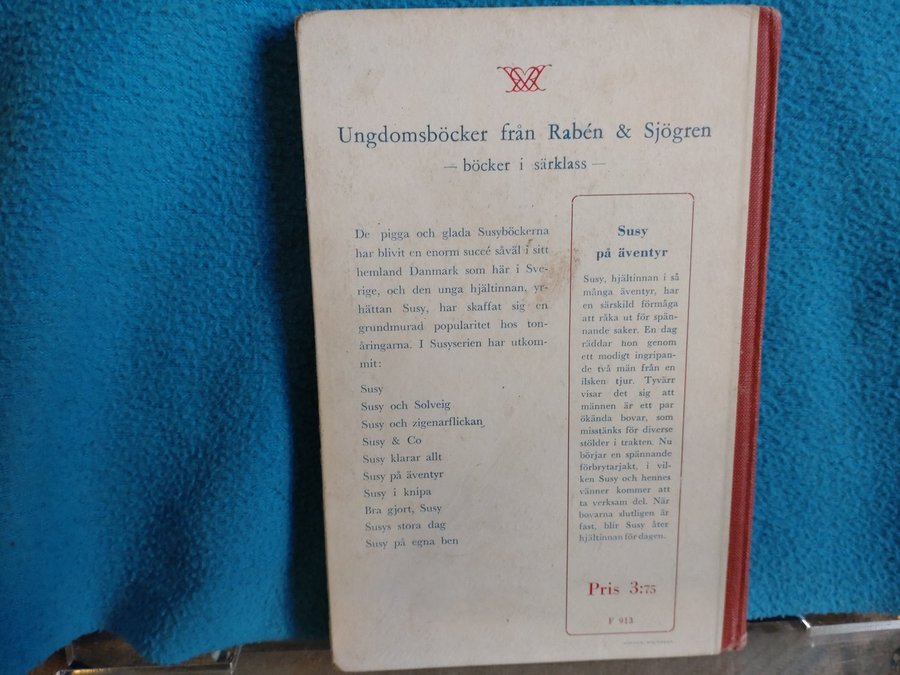 Ungdomsböcker från Rabén & Sjögren
— böcker i särklass —
De pigga och glada Susyböckerna
har blivit en enorm succé såväl i sitt
hemland Danmark som här i Sve-
rige, och den unga hjältinnan, yr-
hättan Susy, har skaffat sig en
grundmurad popularitet hos ton-
åringarna. I Susyserien har utkom-
mit:
Susy
Susy och Solveig
Susy och zigenarflickan
Susy & Co
Susy klarar allt
Susy på äventyr
Susy i knipa
Bra gjort, Susy
Susys stora dag
Susy på egna ben
Susy
på äventyr
Susy, hjältinnan i så
många äventyr, har
en särskild förmåga
att råka ut för spän-
nande saker. En dag
räddar hon genom
ett modigt ingripan-
de två män från en
ilsken tjur. Tyvärr
visar det sig att
männen är ett par
ökända bovar, som
misstänks för diverse
stölder i trakten. Nu
börjar en spännande
förbrytarjakt, i vil-
ken Susy och hennes
vänner kommer att
ta verksam del. När
bovarna slutligen är
fast, blir Susy åter
hjältinnan för dagen.
Pris 3:75
F 913